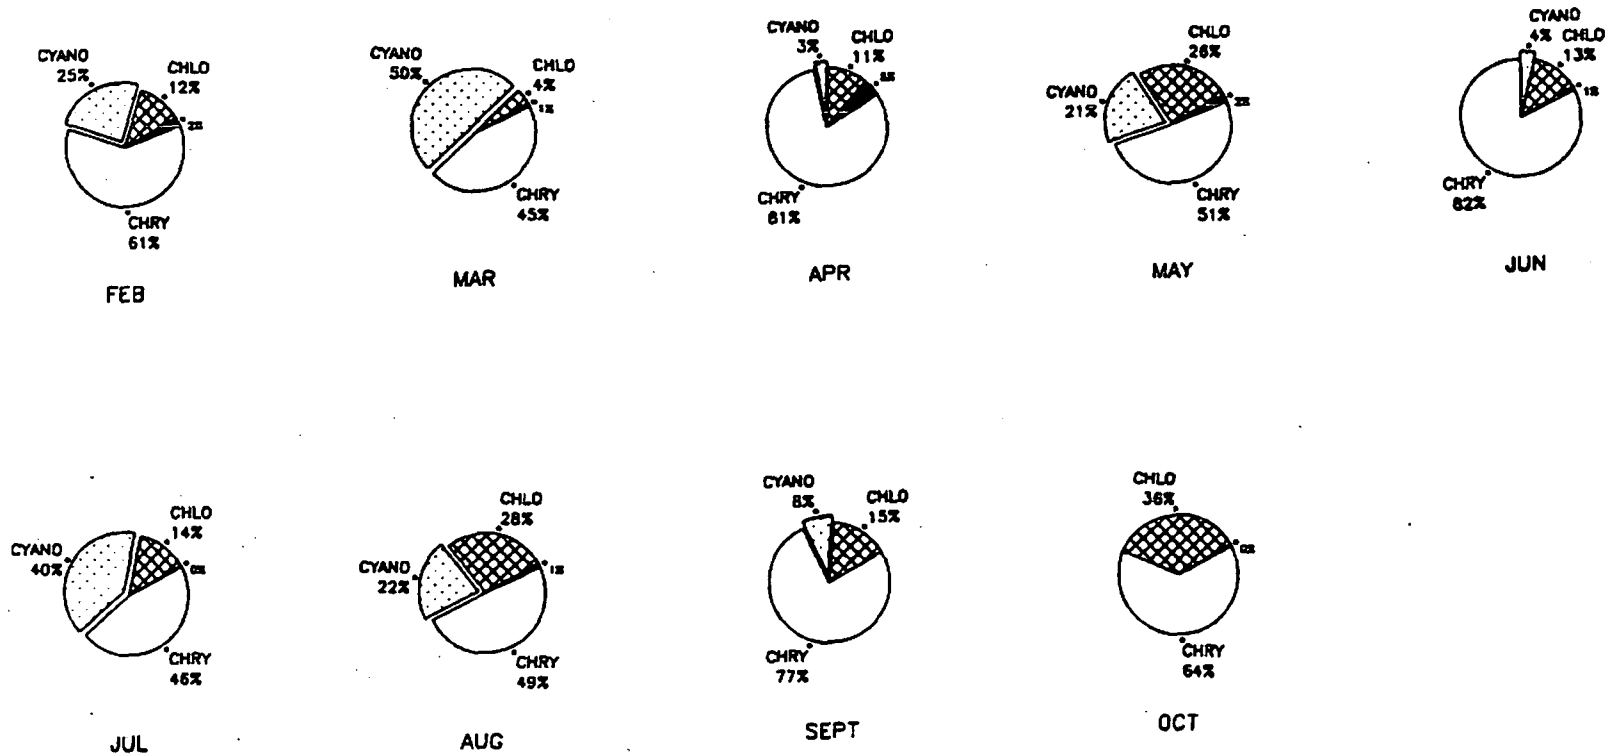 CYANO
25%
CHLO
12%
2%
CHRY
61%
FEB
CYANO
50%
CHLO
4%
1%
CHRY
45%
MAR
CYANO
3%
CHLO
11%
CHRY
81%
APR
CHLO
26%
CYANO
21%
2%
CHRY
51%
MAY
CYANO
4%
CHLO
13%
1%
CHRY
82%
JUN
CHLO
14%
CYANO
40%
0%
CHRY
46%
JUL
CHLO
28%
CYANO
22%
1%
CHRY
49%
AUG
CYANO
8%
CHLO
15%
CHRY
77%
SEPT
CHLO
36%
0%
CHRY
64%
OCT